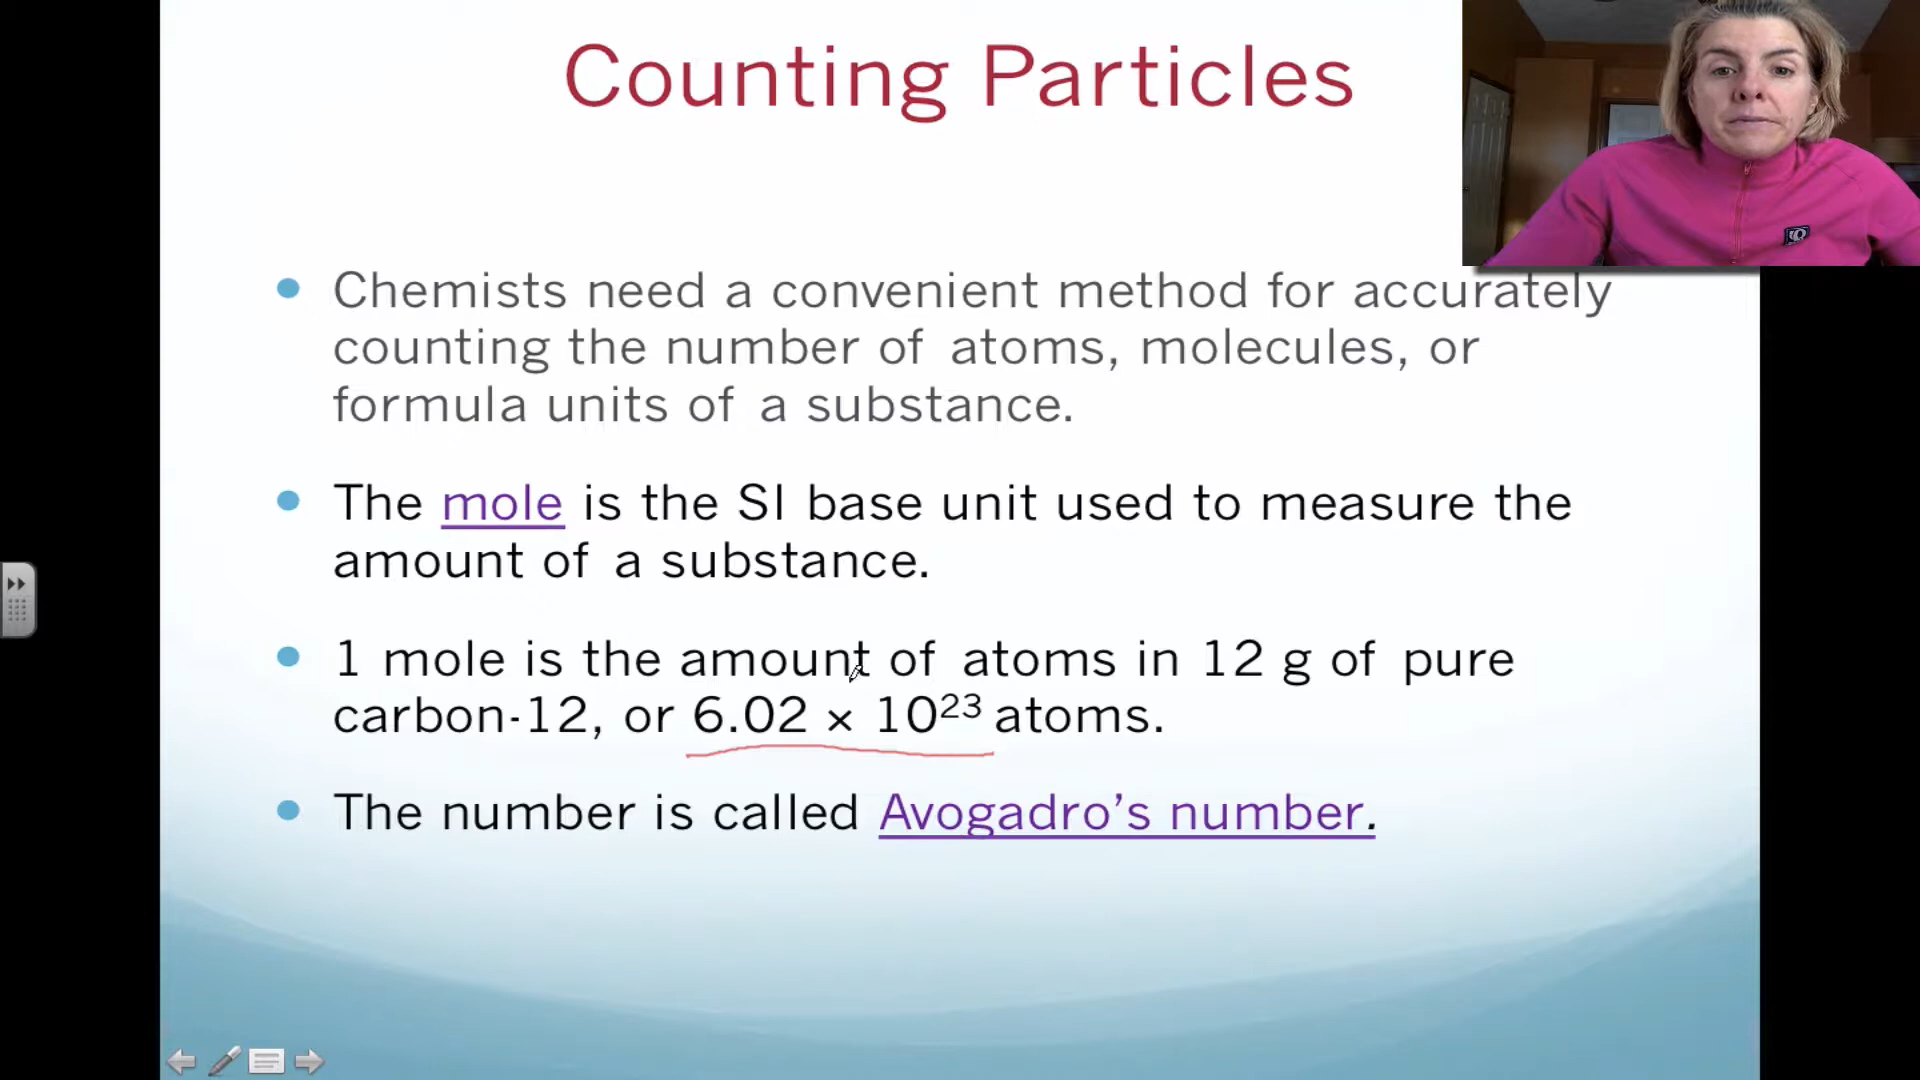 Counting Particles
Chemists need a convenient method for accurately
counting the number of atoms, molecules, or
formula units of a substance.
The mole is the SI base unit used to measure the
amount of a substance.
1 mole is the amount of atoms in 12 g of pure
carbon-12, or 6.02 × 10²³ atoms.
The number is called Avogadro’s number.